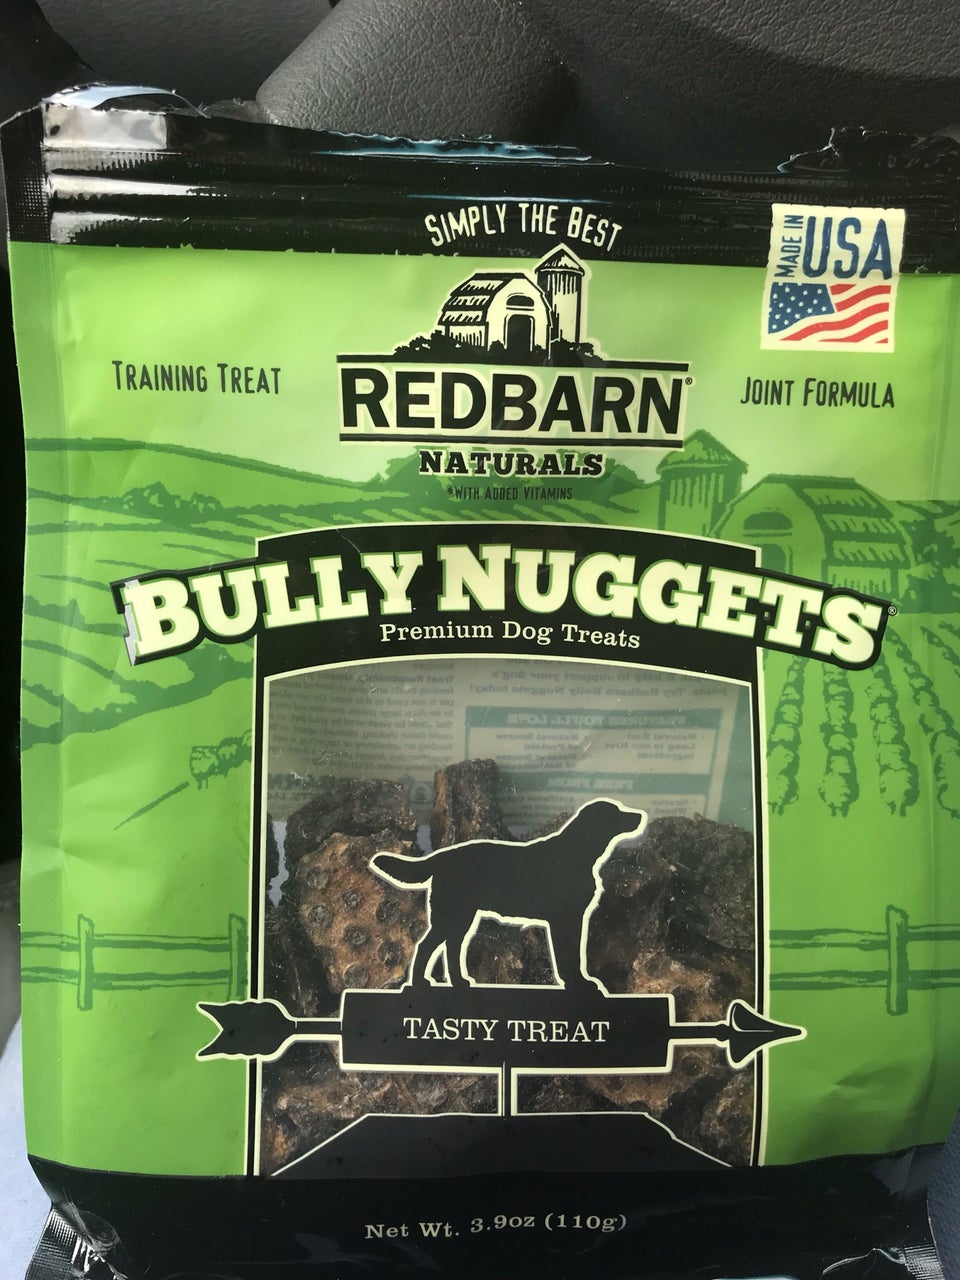 SIMPLY THE BEST
MADE IN
USA
TRAINING TREAT
REDBARN®
JOINT FORMULA
NATURALS
*WITH ADDED VITAMINS
BULLY NUGGETS®
Premium Dog Treats
TASTY TREAT
Net Wt. 3.9oz (110g)